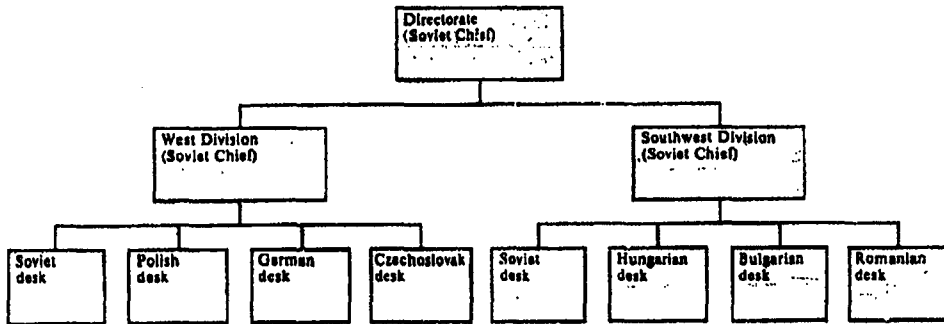 Directorate
(Soviet Chief)
West Division
(Soviet Chief)
Southwest Division
(Soviet Chief)
Soviet
desk
Polish
desk
German
desk
Czechoslovak
desk
Soviet
desk
Hungarian
desk
Bulgarian
desk
Romanian
desk